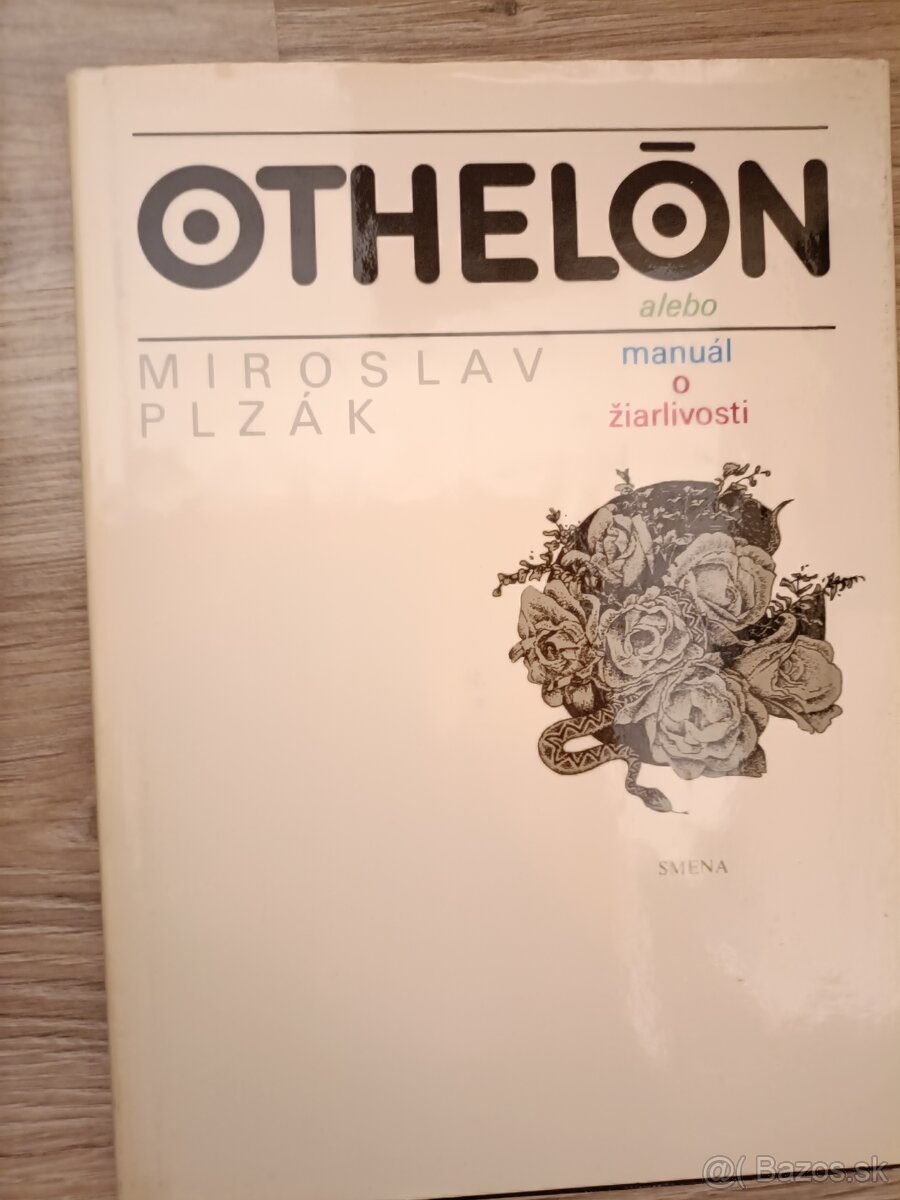 OTHELŌN
alebo
MIROSLAV
PLZÁK
manuál
o
žiarlivosti
SMENA
@( Bazos.sk